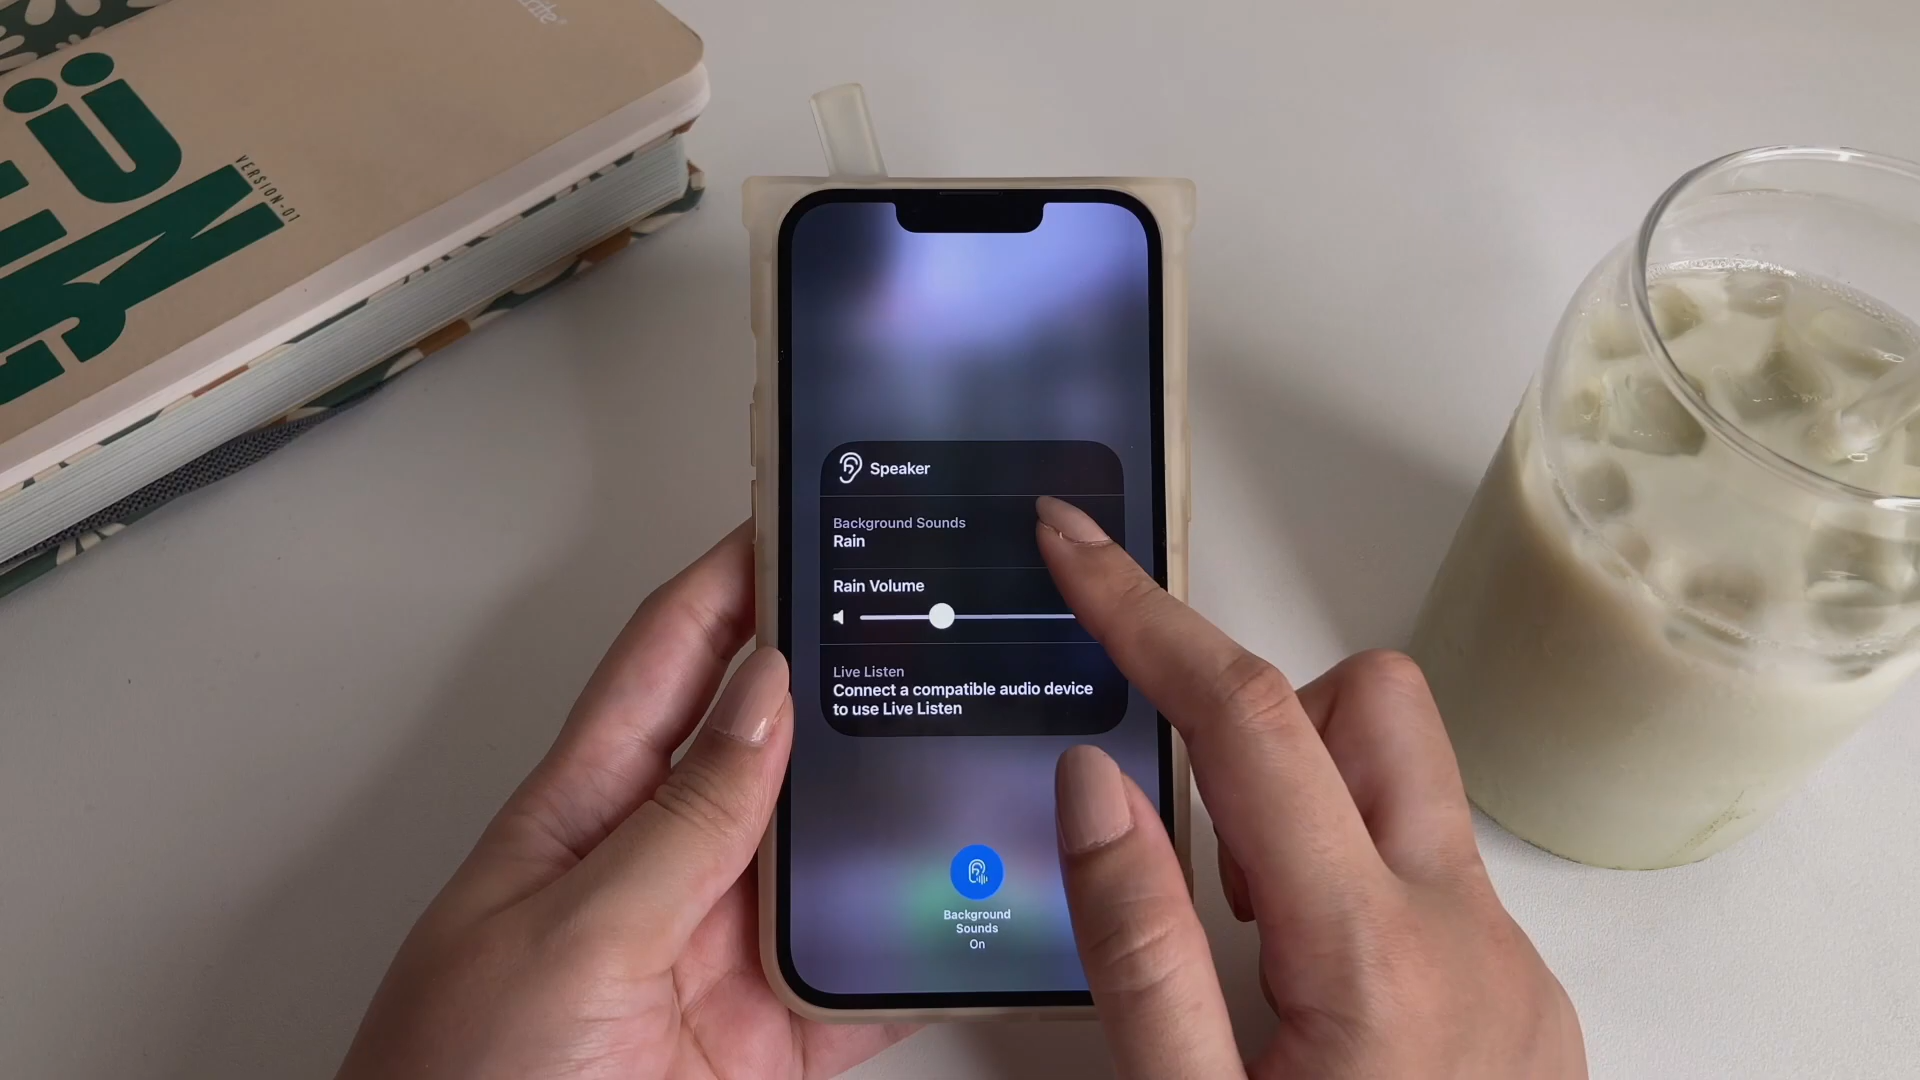 VERSION-01
Speaker
Background Sounds
Rain
Rain Volume
Live Listen
Connect a compatible audio device
to use Live Listen
Background
Sounds
On